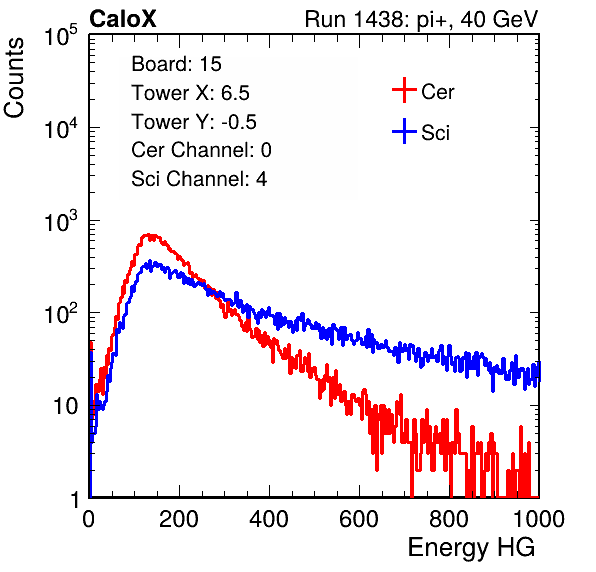 CaloX Run 1438: pi+, 40 GeV
Counts
Board: 15
Tower X: 6.5
Tower Y: -0.5
Cer Channel: 0
Sci Channel: 4
Cer
Sci
10^5
10^4
10^3
10^2
10
1
0 200 400 600 800 1000
Energy HG